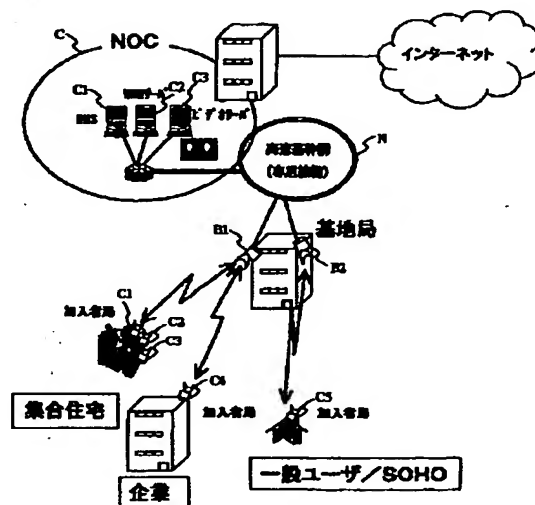 C
NOC
インターネット
C1
C2
C3
ビデオサーバ
N
高速基幹網
B1
基地局
B2
加入者局
C1
C2
C3
C4
集合住宅
加入者局
C5
加入者局
企業
一般ユーザ/SOHO